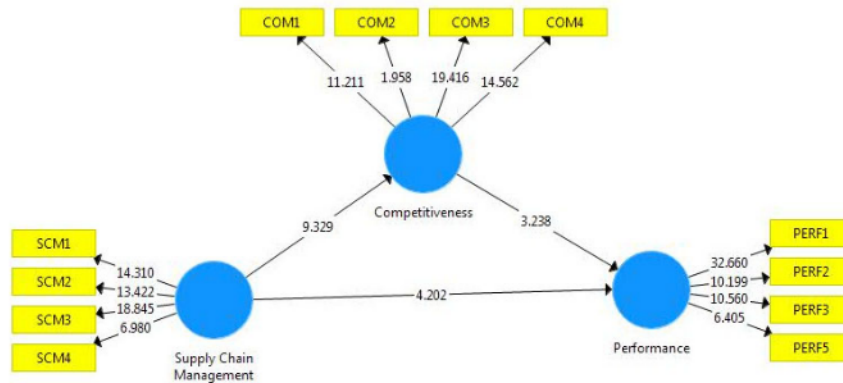 COM1 COM2 COM3 COM4
11.211 1.958 19.416 14.562
Competitiveness
9.329 3.238
SCM1
SCM2
SCM3
SCM4
14.310
13.422
18.845
6.980
Supply Chain
Management
4.202
Performance
32.660
10.199
10.560
6.405
PERF1
PERF2
PERF3
PERF5